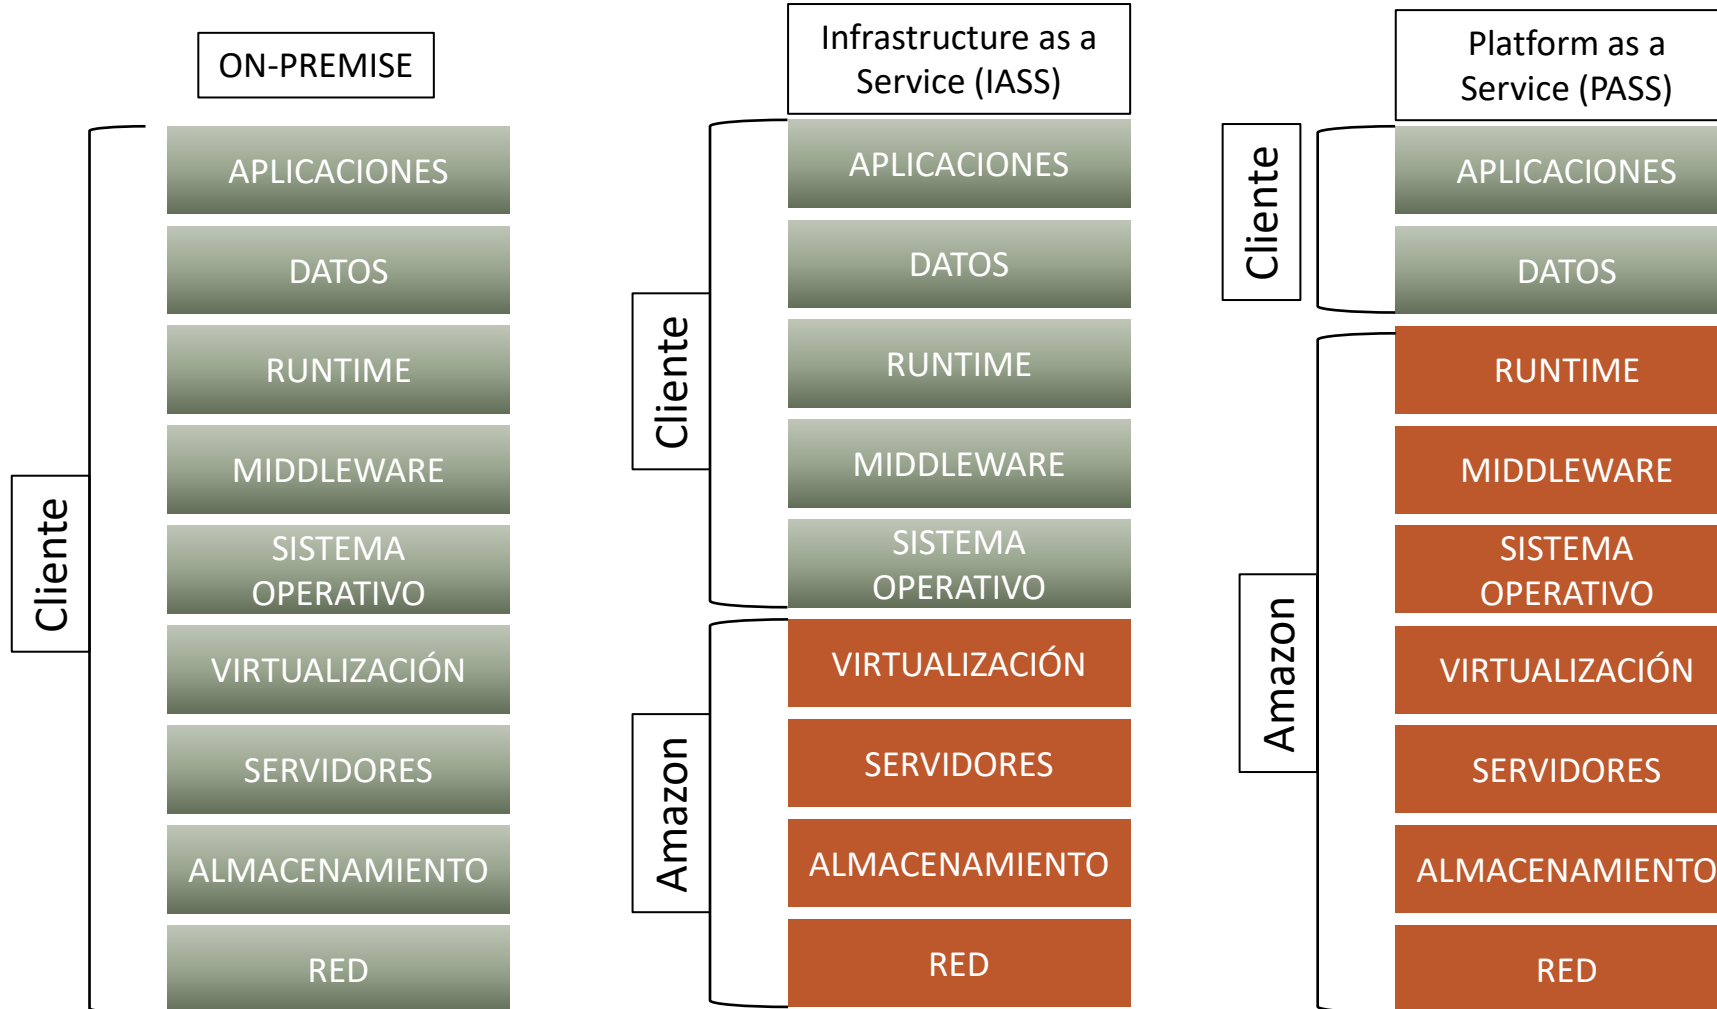 ON-PREMISE
Cliente
APLICACIONES
DATOS
RUNTIME
MIDDLEWARE
SISTEMA
OPERATIVO
VIRTUALIZACIÓN
SERVIDORES
ALMACENAMIENTO
RED
Infrastructure as a
Service (IASS)
Cliente
APLICACIONES
DATOS
RUNTIME
MIDDLEWARE
SISTEMA
OPERATIVO
Amazon
VIRTUALIZACIÓN
SERVIDORES
ALMACENAMIENTO
RED
Platform as a
Service (PASS)
Cliente
APLICACIONES
DATOS
Amazon
RUNTIME
MIDDLEWARE
SISTEMA
OPERATIVO
VIRTUALIZACIÓN
SERVIDORES
ALMACENAMIENTO
RED